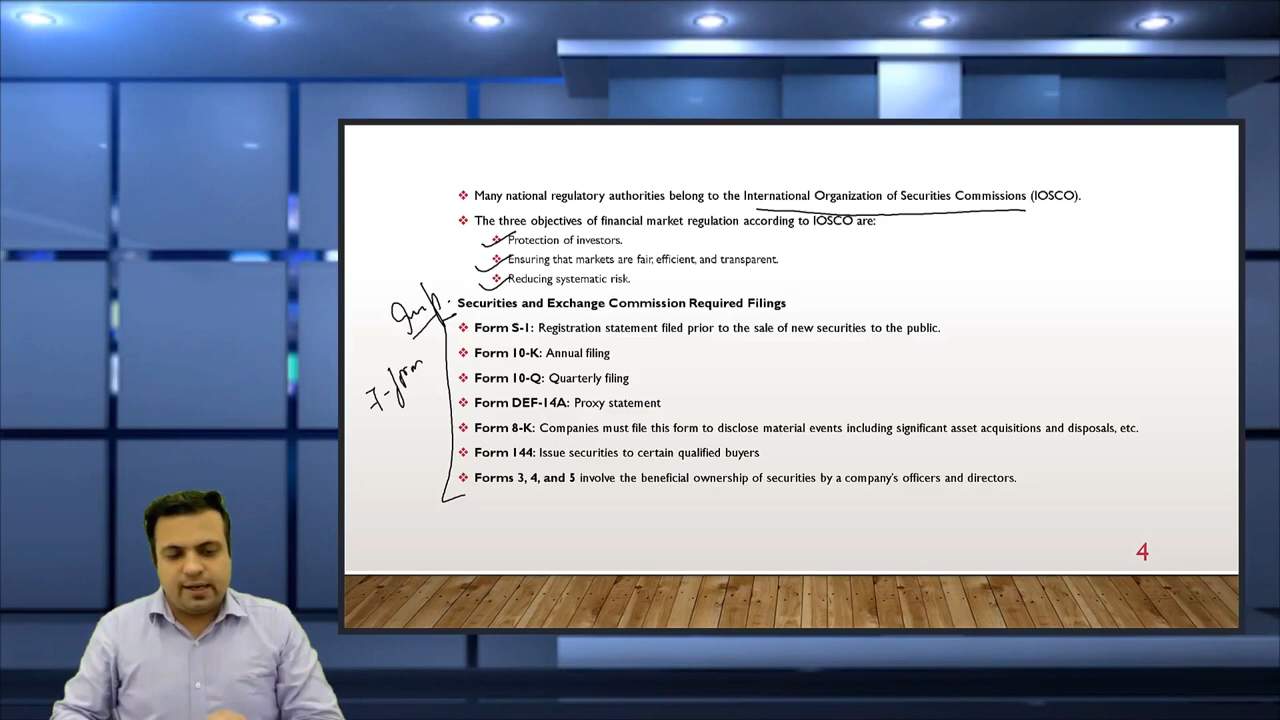 Many national regulatory authorities belong to the International Organization of Securities Commissions (IOSCO).
The three objectives of financial market regulation according to IOSCO are:
Protection of investors.
Ensuring that markets are fair, efficient, and transparent.
Reducing systematic risk.
Imp.
Securities and Exchange Commission Required Filings
Form S-1: Registration statement filed prior to the sale of new securities to the public.
Form 10-K: Annual filing
7-form
Form 10-Q: Quarterly filing
Form DEF-14A: Proxy statement
Form 8-K: Companies must file this form to disclose material events including significant asset acquisitions and disposals, etc.
Form 144: Issue securities to certain qualified buyers
Forms 3, 4, and 5 involve the beneficial ownership of securities by a company's officers and directors.
4